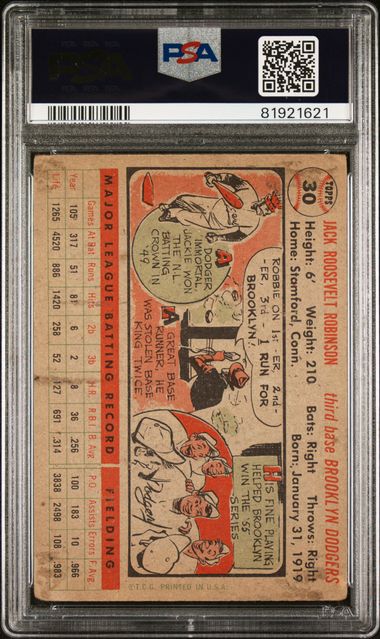 PSA
PSA
81921621
TOPPS
30
JACK ROOSEVELT ROBINSON third base BROOKLYN DODGERS
Height: 6' Weight: 210 Bats: Right Throws: Right
Home: Stamford, Conn. Born: January 31, 1919
A DODGER
IMMORTAL,
JACKIE WON
THE N.L.
BATTING
CROWN IN
'49
ROBBIE ON 1ST-ER 2nd-
-ER 3rd - 1 RUN FOR
BROOKLYN.
A GREAT BASE
RUNNER, HE
WAS STOLEN BASE
KING TWICE
HIS FINE PLAYING
HELPED BROOKLYN
WIN THE '55
SERIES
MAJOR LEAGUE BATTING RECORD FIELDING
Games At Bat Runs Hits 2b 3b H.R. R.B.I. B Avg. P.O. Assists Errors F. Avg.
Year 105 317 51 81 6 2 8 36 .256 100 183 10 .966
Life 1265 4520 886 1420 258 52 127 691 .314 3838 2498 108 .983
©T.C.G. PRINTED IN U.S.A.